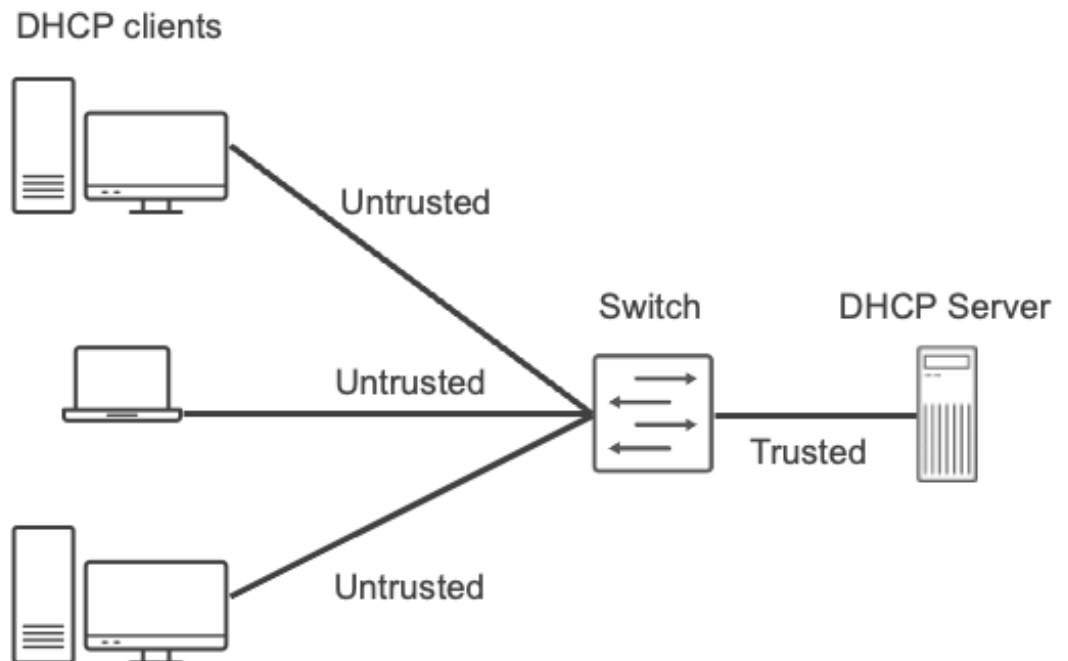 DHCP clients
Untrusted
Switch
DHCP Server
Untrusted
Trusted
Untrusted